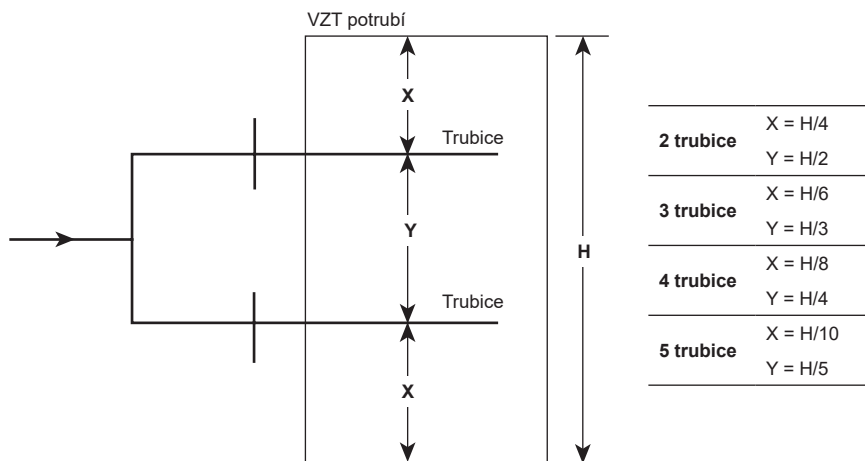 VZT potrubí
X
Trubice
Y
H
Trubice
X
2 trubice
X = H/4
Y = H/2
3 trubice
X = H/6
Y = H/3
4 trubice
X = H/8
Y = H/4
5 trubice
X = H/10
Y = H/5